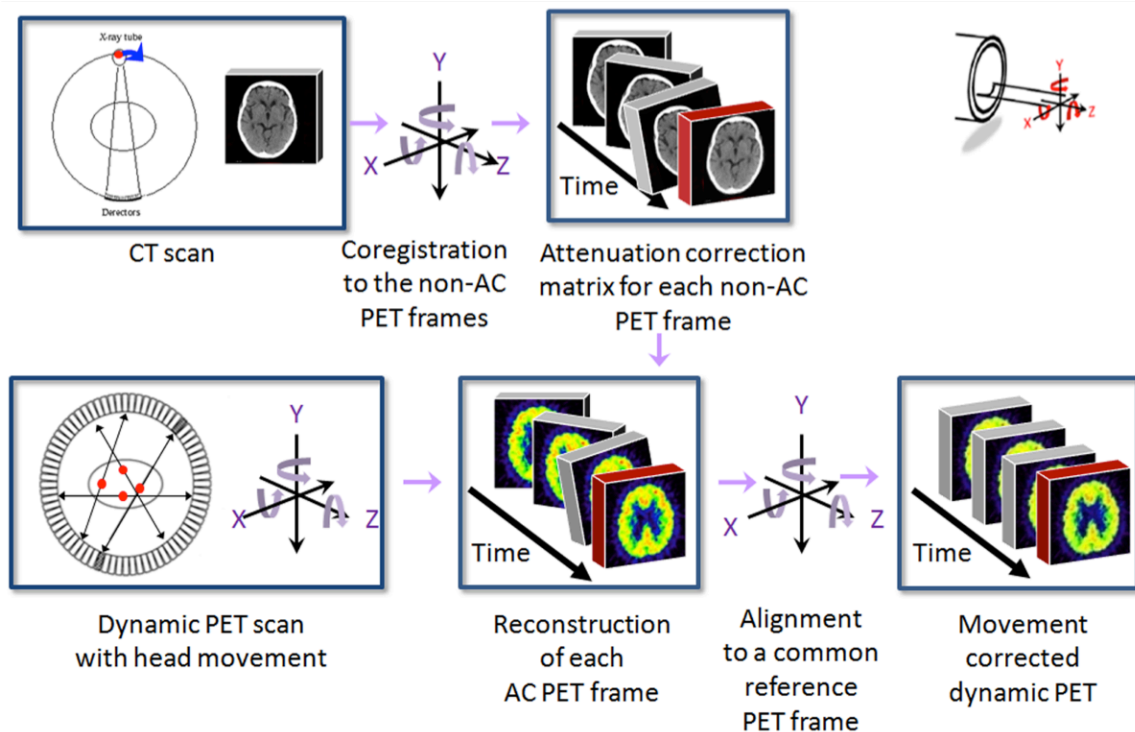 X-ray tube
Derectors
CT scan
Y
X
Z
Coregistration
to the non-AC
PET frames
Time
Attenuation correction
matrix for each non-AC
PET frame
Y
X
Z
Y
X
Z
Dynamic PET scan
with head movement
Time
Reconstruction
of each
AC PET frame
Y
X
Z
Alignment
to a common
reference
PET frame
Time
Movement
corrected
dynamic PET